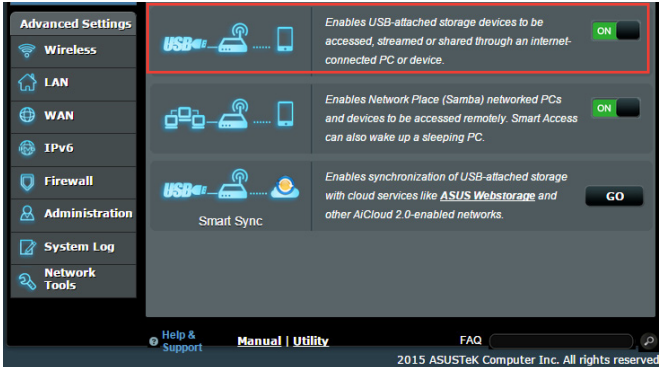 Advanced Settings
Wireless
LAN
WAN
IPv6
Firewall
Administration
System Log
Network
Tools
USB
Enables USB-attached storage devices to be
accessed, streamed or shared through an internet-
connected PC or device.
ON
Enables Network Place (Samba) networked PCs
and devices to be accessed remotely. Smart Access
can also wake up a sleeping PC.
ON
USB
Smart Sync
Enables synchronization of USB-attached storage
with cloud services like ASUS Webstorage and
other AiCloud 2.0-enabled networks.
GO
Help &
Support
Manual | Utility
FAQ
2015 ASUSTeK Computer Inc. All rights reserved